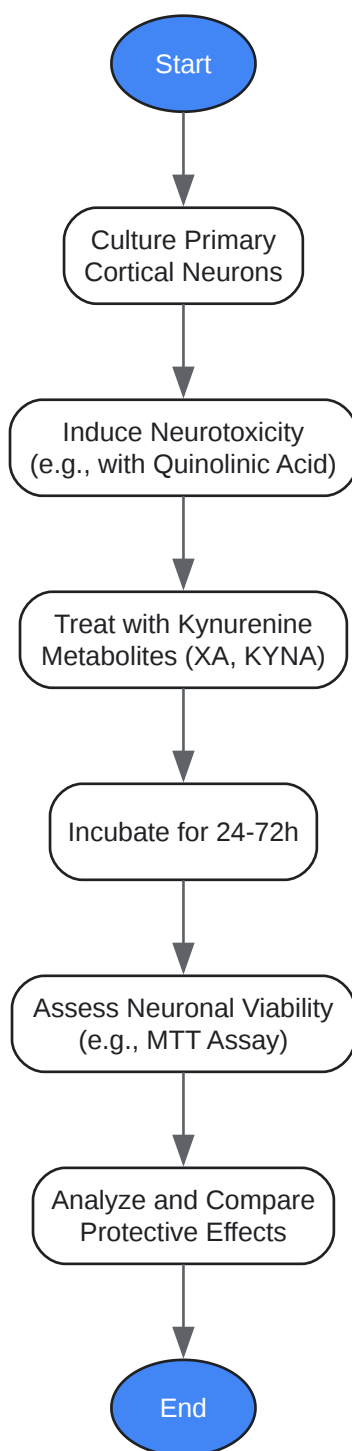 Start
Culture Primary
Cortical Neurons
Induce Neurotoxicity
(e.g., with Quinolinic Acid)
Treat with Kynurenine
Metabolites (XA, KYNA)
Incubate for 24-72h
Assess Neuronal Viability
(e.g., MTT Assay)
Analyze and Compare
Protective Effects
End